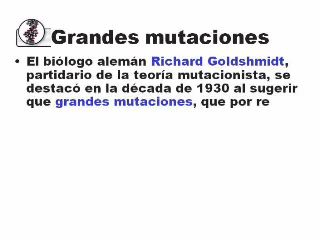 Grandes mutaciones
• El biólogo alemán Richard Goldshmidt,
partidario de la teoría mutacionista, se
destacó en la década de 1930 al sugerir
que grandes mutaciones, que por re